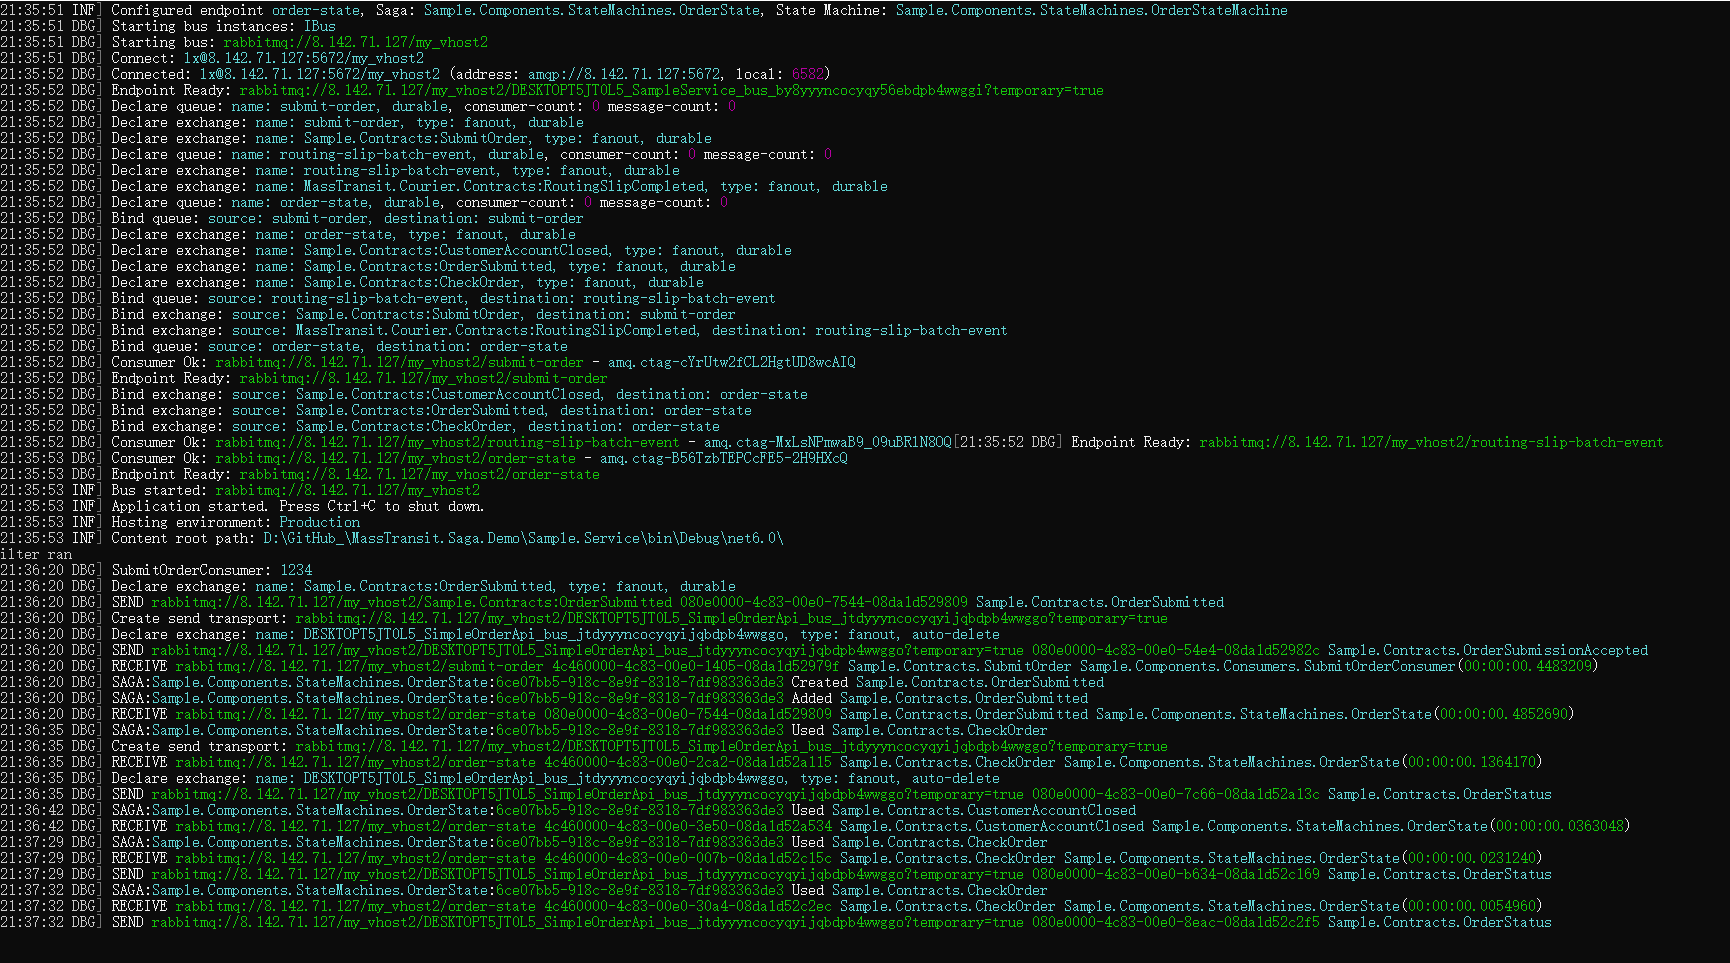 21:35:51 INF] Configured endpoint order-state, Saga: Sample.Components.StateMachines.OrderState, State Machine: Sample.Components.StateMachines.OrderStateMachine
21:35:51 DBG] Starting bus instances: IBus
21:35:51 DBG] Starting bus: rabbitmq://8.142.71.127/my_vhost2
21:35:51 DBG] Connect: lx@8.142.71.127:5672/my_vhost2
21:35:52 DBG] Connected: lx@8.142.71.127:5672/my_vhost2 (address: amqp://8.142.71.127:5672, local: 6582)
21:35:52 DBG] Endpoint Ready: rabbitmq://8.142.71.127/my_vhost2/DESKTOPT5JTOL5_SampleService_bus_by8yyyncocyqy56ebdpb4wwggi?temporary=true
21:35:52 DBG] Declare queue: name: submit-order, durable, consumer-count: 0 message-count: 0
21:35:52 DBG] Declare exchange: name: submit-order, type: fanout, durable
21:35:52 DBG] Declare exchange: name: Sample.Contracts:SubmitOrder, type: fanout, durable
21:35:52 DBG] Declare queue: name: routing-slip-batch-event, durable, consumer-count: 0 message-count: 0
21:35:52 DBG] Declare exchange: name: routing-slip-batch-event, type: fanout, durable
21:35:52 DBG] Declare exchange: name: MassTransit.Courier.Contracts:RoutingSlipCompleted, type: fanout, durable
21:35:52 DBG] Declare queue: name: order-state, durable, consumer-count: 0 message-count: 0
21:35:52 DBG] Bind queue: source: submit-order, destination: submit-order
21:35:52 DBG] Declare exchange: name: order-state, type: fanout, durable
21:35:52 DBG] Declare exchange: name: Sample.Contracts:CustomerAccountClosed, type: fanout, durable
21:35:52 DBG] Declare exchange: name: Sample.Contracts:OrderSubmitted, type: fanout, durable
21:35:52 DBG] Declare exchange: name: Sample.Contracts:CheckOrder, type: fanout, durable
21:35:52 DBG] Bind queue: source: routing-slip-batch-event, destination: routing-slip-batch-event
21:35:52 DBG] Bind exchange: source: Sample.Contracts:SubmitOrder, destination: submit-order
21:35:52 DBG] Bind exchange: source: MassTransit.Courier.Contracts:RoutingSlipCompleted, destination: routing-slip-batch-event
21:35:52 DBG] Bind queue: source: order-state, destination: order-state
21:35:52 DBG] Consumer Ok: rabbitmq://8.142.71.127/my_vhost2/submit-order - amq.ctag-cYrUtw2fCL2HgtUD8wcAIQ
21:35:52 DBG] Endpoint Ready: rabbitmq://8.142.71.127/my_vhost2/submit-order
21:35:52 DBG] Bind exchange: source: Sample.Contracts:CustomerAccountClosed, destination: order-state
21:35:52 DBG] Bind exchange: source: Sample.Contracts:OrderSubmitted, destination: order-state
21:35:52 DBG] Bind exchange: source: Sample.Contracts:CheckOrder, destination: order-state
21:35:52 DBG] Consumer Ok: rabbitmq://8.142.71.127/my_vhost2/routing-slip-batch-event - amq.ctag-MxLsNPmwaB9_O9uBR1N8OQ[21:35:52 DBG] Endpoint Ready: rabbitmq://8.142.71.127/my_vhost2/routing-slip-batch-event
21:35:53 DBG] Consumer Ok: rabbitmq://8.142.71.127/my_vhost2/order-state - amq.ctag-B56TzbTEPCcFE5-2H9HXcQ
21:35:53 DBG] Endpoint Ready: rabbitmq://8.142.71.127/my_vhost2/order-state
21:35:53 INF] Bus started: rabbitmq://8.142.71.127/my_vhost2
21:35:53 INF] Application started. Press Ctrl+C to shut down.
21:35:53 INF] Hosting environment: Production
21:35:53 INF] Content root path: D:\GitHub_\MassTransit.Saga.Demo\Sample.Service\bin\Debug\net6.0\
ilter ran
21:36:20 DBG] SubmitOrderConsumer: 1234
21:36:20 DBG] Declare exchange: name: Sample.Contracts:OrderSubmitted, type: fanout, durable
21:36:20 DBG] SEND rabbitmq://8.142.71.127/my_vhost2/Sample.Contracts:OrderSubmitted 080e0000-4c83-00e0-7544-08da1d529809 Sample.Contracts.OrderSubmitted
21:36:20 DBG] Create send transport: rabbitmq://8.142.71.127/my_vhost2/DESKTOPT5JTOL5_SimpleOrderApi_bus_jtdyyyncocyqyijqbdpb4wwggo?temporary=true
21:36:20 DBG] Declare exchange: name: DESKTOPT5JTOL5_SimpleOrderApi_bus_jtdyyyncocyqyijqbdpb4wwggo, type: fanout, auto-delete
21:36:20 DBG] SEND rabbitmq://8.142.71.127/my_vhost2/DESKTOPT5JTOL5_SimpleOrderApi_bus_jtdyyyncocyqyijqbdpb4wwggo?temporary=true 080e0000-4c83-00e0-54e4-08da1d52982c Sample.Contracts.OrderSubmissionAccepted
21:36:20 DBG] RECEIVE rabbitmq://8.142.71.127/my_vhost2/submit-order 4c460000-4c83-00e0-1405-08da1d52979f Sample.Contracts.SubmitOrder Sample.Components.Consumers.SubmitOrderConsumer(00:00:00.4483209)
21:36:20 DBG] SAGA:Sample.Components.StateMachines.OrderState:6ce07bb5-918c-8e9f-8318-7df983363de3 Created Sample.Contracts.OrderSubmitted
21:36:20 DBG] SAGA:Sample.Components.StateMachines.OrderState:6ce07bb5-918c-8e9f-8318-7df983363de3 Added Sample.Contracts.OrderSubmitted
21:36:20 DBG] RECEIVE rabbitmq://8.142.71.127/my_vhost2/order-state 080e0000-4c83-00e0-7544-08da1d529809 Sample.Contracts.OrderSubmitted Sample.Components.StateMachines.OrderState(00:00:00.4852690)
21:36:35 DBG] SAGA:Sample.Components.StateMachines.OrderState:6ce07bb5-918c-8e9f-8318-7df983363de3 Used Sample.Contracts.CheckOrder
21:36:35 DBG] Create send transport: rabbitmq://8.142.71.127/my_vhost2/DESKTOPT5JTOL5_SimpleOrderApi_bus_jtdyyyncocyqyijqbdpb4wwggo?temporary=true
21:36:35 DBG] RECEIVE rabbitmq://8.142.71.127/my_vhost2/order-state 4c460000-4c83-00e0-2ca2-08da1d52a115 Sample.Contracts.CheckOrder Sample.Components.StateMachines.OrderState(00:00:00.1364170)
21:36:35 DBG] Declare exchange: name: DESKTOPT5JTOL5_SimpleOrderApi_bus_jtdyyyncocyqyijqbdpb4wwggo, type: fanout, auto-delete
21:36:35 DBG] SEND rabbitmq://8.142.71.127/my_vhost2/DESKTOPT5JTOL5_SimpleOrderApi_bus_jtdyyyncocyqyijqbdpb4wwggo?temporary=true 080e0000-4c83-00e0-7c66-08da1d52a13c Sample.Contracts.OrderStatus
21:36:42 DBG] SAGA:Sample.Components.StateMachines.OrderState:6ce07bb5-918c-8e9f-8318-7df983363de3 Used Sample.Contracts.CustomerAccountClosed
21:36:42 DBG] RECEIVE rabbitmq://8.142.71.127/my_vhost2/order-state 4c460000-4c83-00e0-3e50-08da1d52a534 Sample.Contracts.CustomerAccountClosed Sample.Components.StateMachines.OrderState(00:00:00.0363048)
21:37:29 DBG] SAGA:Sample.Components.StateMachines.OrderState:6ce07bb5-918c-8e9f-8318-7df983363de3 Used Sample.Contracts.CheckOrder
21:37:29 DBG] RECEIVE rabbitmq://8.142.71.127/my_vhost2/order-state 4c460000-4c83-00e0-007b-08da1d52c15c Sample.Contracts.CheckOrder Sample.Components.StateMachines.OrderState(00:00:00.0231240)
21:37:29 DBG] SEND rabbitmq://8.142.71.127/my_vhost2/DESKTOPT5JTOL5_SimpleOrderApi_bus_jtdyyyncocyqyijqbdpb4wwggo?temporary=true 080e0000-4c83-00e0-b634-08da1d52c169 Sample.Contracts.OrderStatus
21:37:32 DBG] SAGA:Sample.Components.StateMachines.OrderState:6ce07bb5-918c-8e9f-8318-7df983363de3 Used Sample.Contracts.CheckOrder
21:37:32 DBG] RECEIVE rabbitmq://8.142.71.127/my_vhost2/order-state 4c460000-4c83-00e0-30a4-08da1d52c2ec Sample.Contracts.CheckOrder Sample.Components.StateMachines.OrderState(00:00:00.0054960)
21:37:32 DBG] SEND rabbitmq://8.142.71.127/my_vhost2/DESKTOPT5JTOL5_SimpleOrderApi_bus_jtdyyyncocyqyijqbdpb4wwggo?temporary=true 080e0000-4c83-00e0-8eac-08da1d52c2f5 Sample.Contracts.OrderStatus